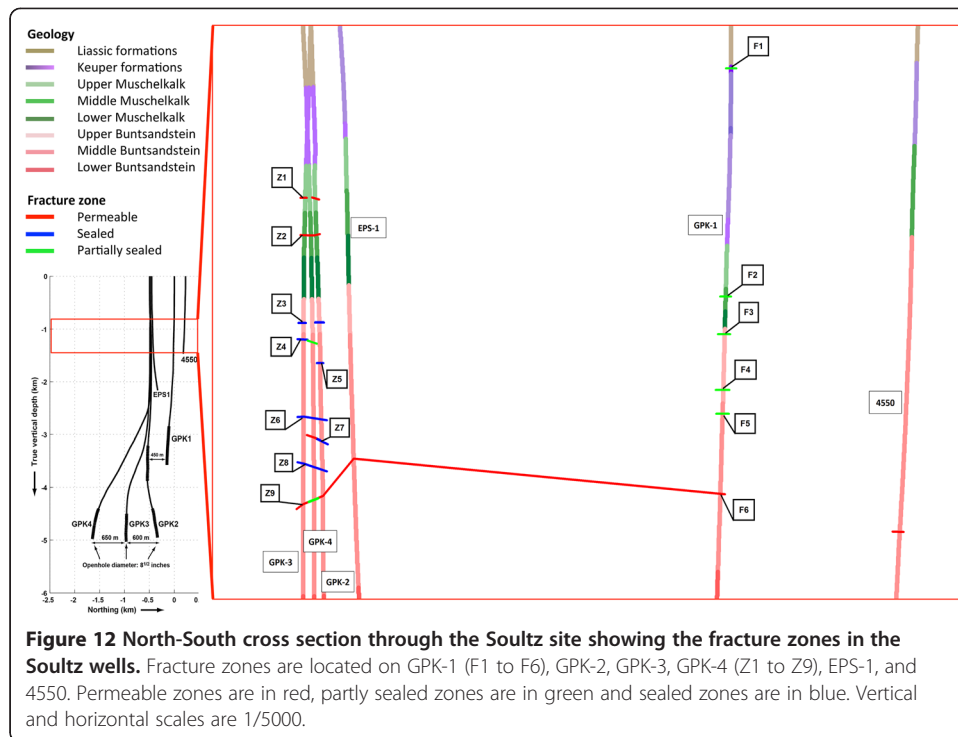 Geology
Liassic formations
Keuper formations
Upper Muschelkalk
Middle Muschelkalk
Lower Muschelkalk
Upper Buntsandstein
Middle Buntsandstein
Lower Buntsandstein
Fracture zone
Permeable
Sealed
Partially sealed
True vertical depth (km)
0
-1
-2
-3
-4
-5
-6
4550
EPS1
GPK1
450 m
GPK4
GPK3
GPK2
650 m
600 m
Openhole diameter: 8 1/2 inches
-2.5
-2
-1.5
-1
-0.5
0
0.5
Northing (km)
Z1
Z2
Z3
Z4
Z5
Z6
Z7
Z8
Z9
GPK-3
GPK-4
GPK-2
EPS-1
GPK-1
F1
F2
F3
F4
F5
F6
4550
Figure 12 North-South cross section through the Soultz site showing the fracture zones in the
Soultz wells. Fracture zones are located on GPK-1 (F1 to F6), GPK-2, GPK-3, GPK-4 (Z1 to Z9), EPS-1, and
4550. Permeable zones are in red, partly sealed zones are in green and sealed zones are in blue. Vertical
and horizontal scales are 1/5000.